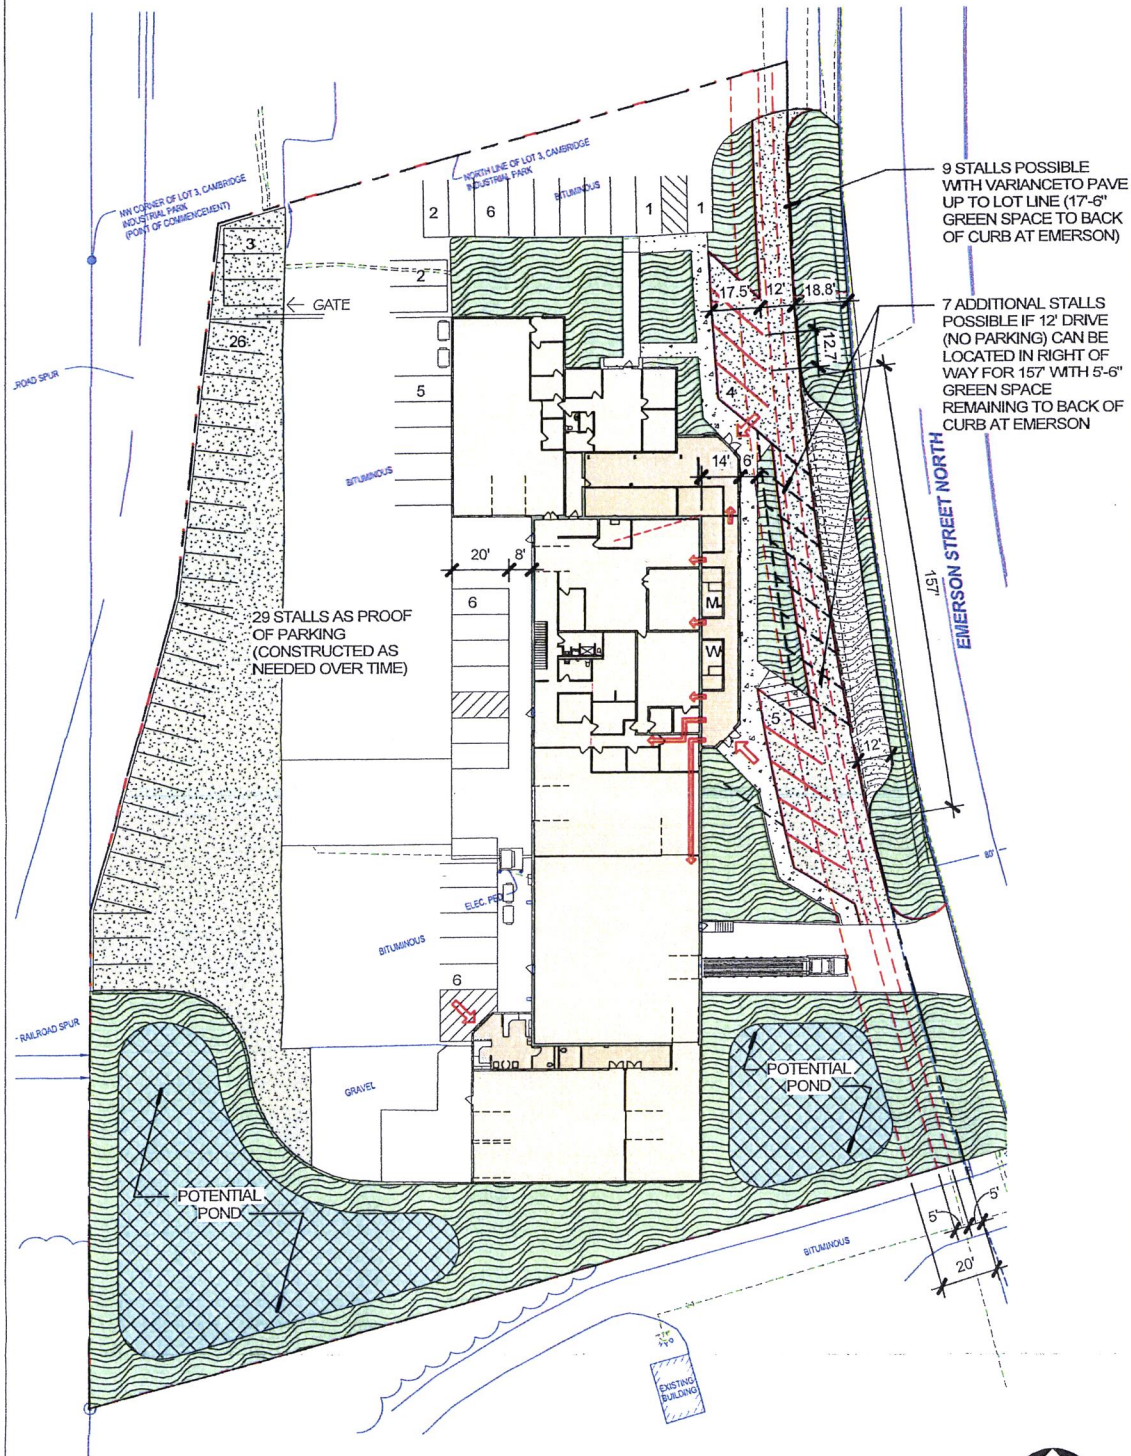 NW CORNER OF LOT 3, CAMBRIDGE
INDUSTRIAL PARK
(POINT OF COMMENCEMENT)
NORTH LINE OF LOT 3, CAMBRIDGE
INDUSTRIAL PARK
BITUMINOUS
2
6
1
1
9 STALLS POSSIBLE
WITH VARIANCETO PAVE
UP TO LOT LINE (17'-6"
GREEN SPACE TO BACK
OF CURB AT EMERSON)
3
2
GATE
17.5'
12'
18.8'
7 ADDITIONAL STALLS
POSSIBLE IF 12' DRIVE
(NO PARKING) CAN BE
LOCATED IN RIGHT OF
WAY FOR 157' WITH 5'-6"
GREEN SPACE
REMAINING TO BACK OF
CURB AT EMERSON
26
12.7'
ROAD SPUR
5
4
BITUMINOUS
14'
6'
EMERSON STREET NORTH
157'
20'
8'
6
M
W
29 STALLS AS PROOF
OF PARKING
(CONSTRUCTED AS
NEEDED OVER TIME)
5
12'
80'
ELEC. PED
BITUMINOUS
6
RAILROAD SPUR
GRAVEL
POTENTIAL
POND
POTENTIAL
POND
5'
5'
20'
BITUMINOUS
EXISTING
BUILDING